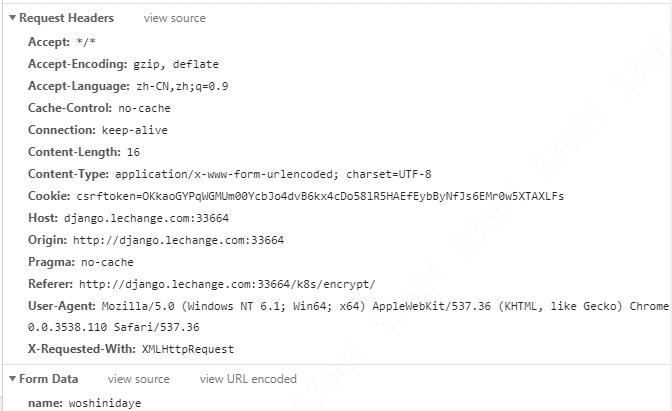 Request Headers view source
Accept: */*
Accept-Encoding: gzip, deflate
Accept-Language: zh-CN,zh;q=0.9
Cache-Control: no-cache
Connection: keep-alive
Content-Length: 16
Content-Type: application/x-www-form-urlencoded; charset=UTF-8
Cookie: csrftoken=OKkaoGYPqWGMUm00YcbJo4dvB6kx4cDo58lR5HAEfEybByNfJs6EMr0w5XTAXLFs
Host: django.lechange.com:33664
Origin: http://django.lechange.com:33664
Pragma: no-cache
Referer: http://django.lechange.com:33664/k8s/encrypt/
User-Agent: Mozilla/5.0 (Windows NT 6.1; Win64; x64) AppleWebKit/537.36 (KHTML, like Gecko) Chrome
0.0.3538.110 Safari/537.36
X-Requested-With: XMLHttpRequest
Form Data view source view URL encoded
name: woshinidaye
33664 33664 33664 33664